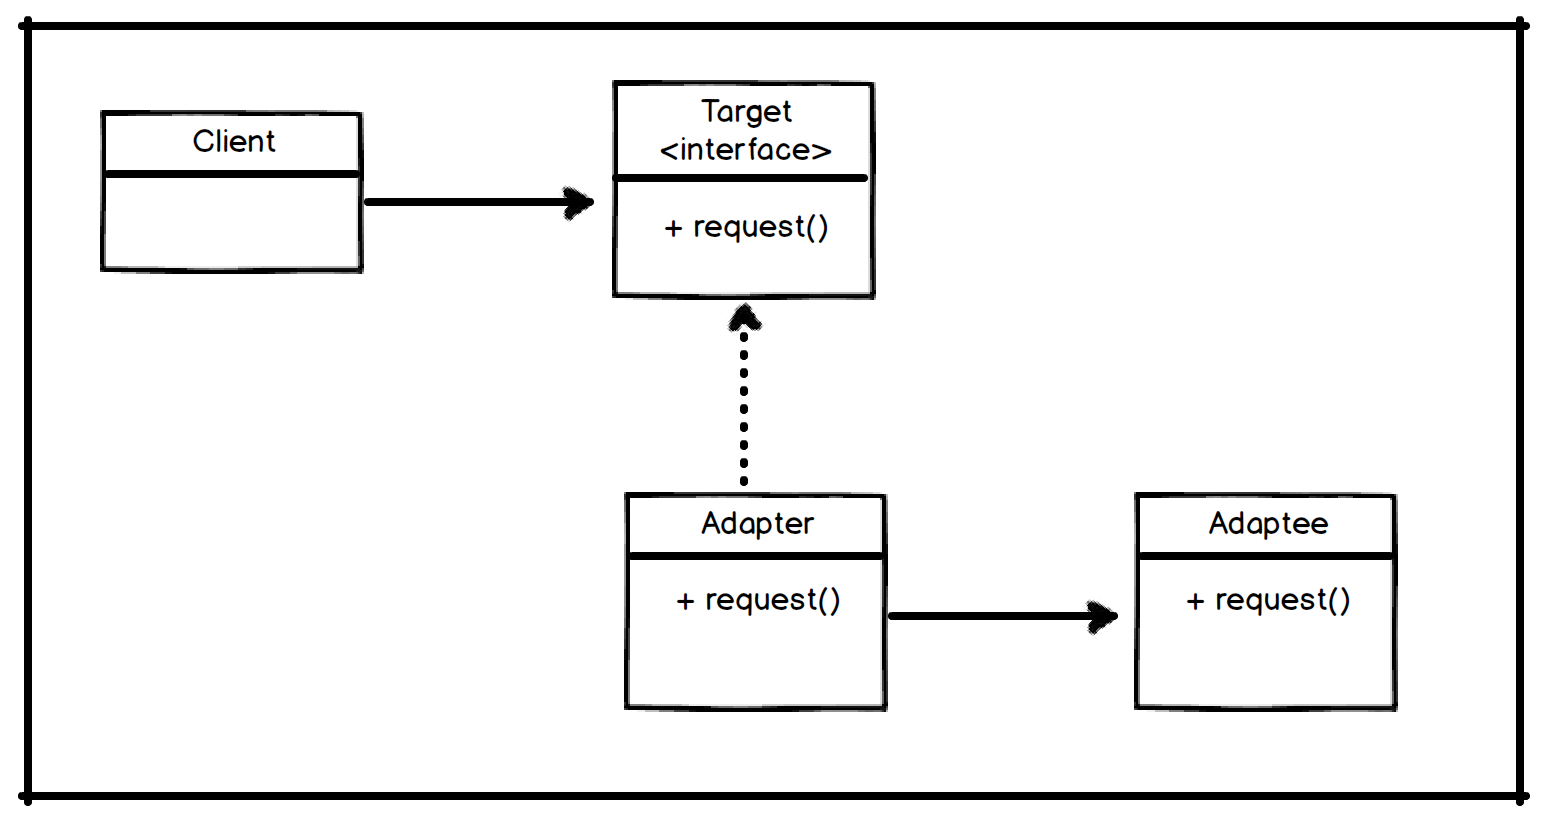 Client
Target
<interface>
+ request()
Adapter
+ request()
Adaptee
+ request()